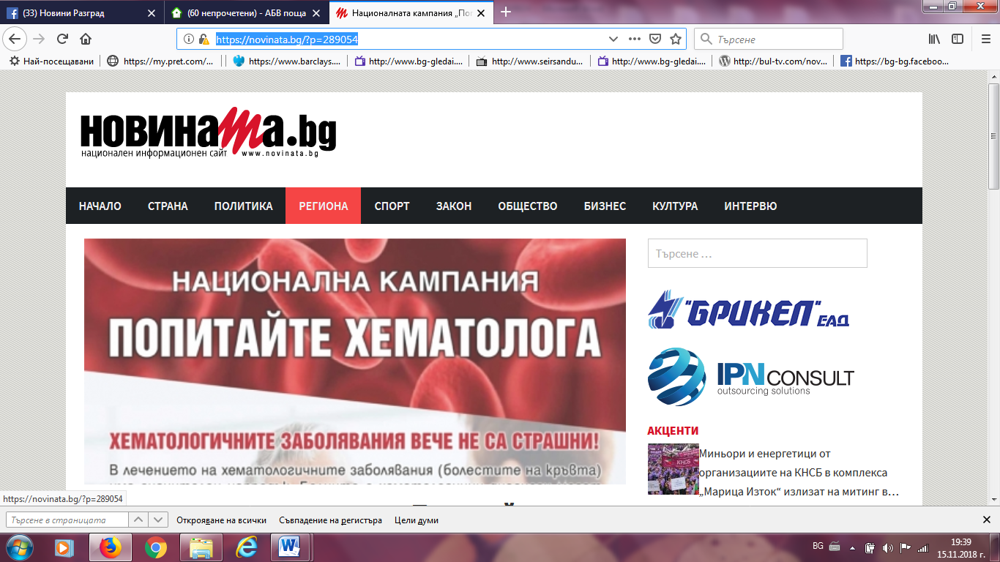 (33) Новини Разград
(60 непрочетени) - АБВ поща
Националната кампания „Поп
https://novinata.bg/?p=289054
Търсене
Най-посещавани
https://my.pret.com/...
https://www.barclays....
http://www.bg-gledai....
http://www.seirsandu...
http://www.bg-gledai....
http://bul-tv.com/nov...
https://bg-bg.faceboo...
новината.bg
национален информационен сайт www.novinata.bg
НАЧАЛО СТРАНА ПОЛИТИКА РЕГИОНА СПОРТ ЗАКОН ОБЩЕСТВО БИЗНЕС КУЛТУРА ИНТЕРВЮ
НАЦИОНАЛНА КАМПАНИЯ
ПОПИТАЙТЕ ХЕМАТОЛОГА
ХЕМАТОЛОГИЧНИТЕ ЗАБОЛЯВАНИЯ ВЕЧЕ НЕ СА СТРАШНИ!
В лечението на хематологичните заболявания (болестите на кръвта)
Търсене ...
"БРИКЕЛ" ЕАД
IPN CONSULT
outsourcing solutions
АКЦЕНТИ
КНСБ
Миньори и енергетици от
организациите на КНСБ в комплекса
„Марица Изток“ излизат на митинг в…
https://novinata.bg/?p=289054
Търсене в страницата
Открояване на всички
Съвпадение на регистъра
Цели думи
BG
19:39
15.11.2018 г.